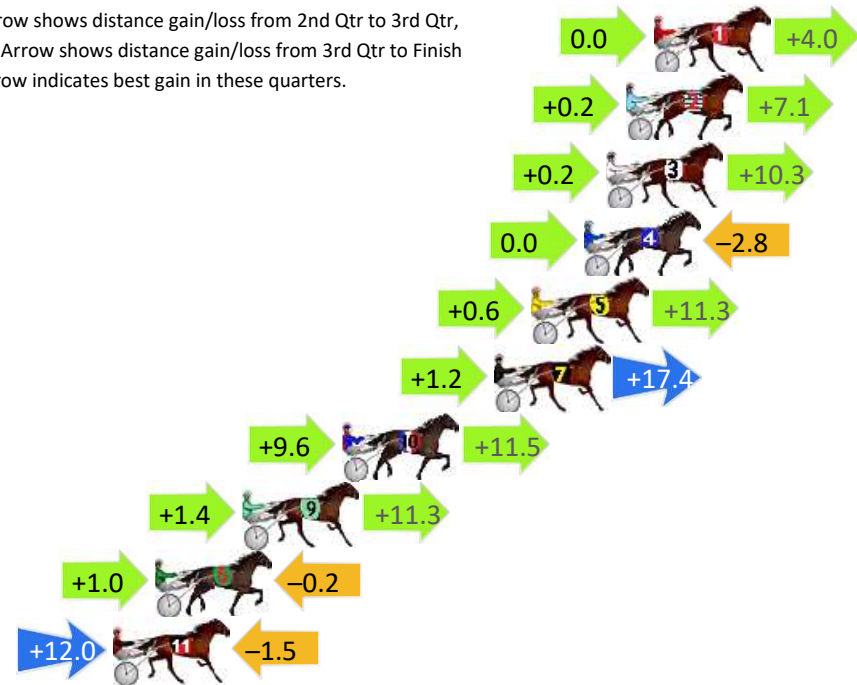 row shows distance gain/loss from 2nd Qtr to 3rd Qtr,
Arrow shows distance gain/loss from 3rd Qtr to Finish
row indicates best gain in these quarters.
0.0 1 +4.0
+0.2 2 +7.1
+0.2 3 +10.3
0.0 4 –2.8
+0.6 5 +11.3
+1.2 7 +17.4
+9.6 10 +11.5
+1.4 9 +11.3
+1.0 –0.2
+12.0 11 –1.5